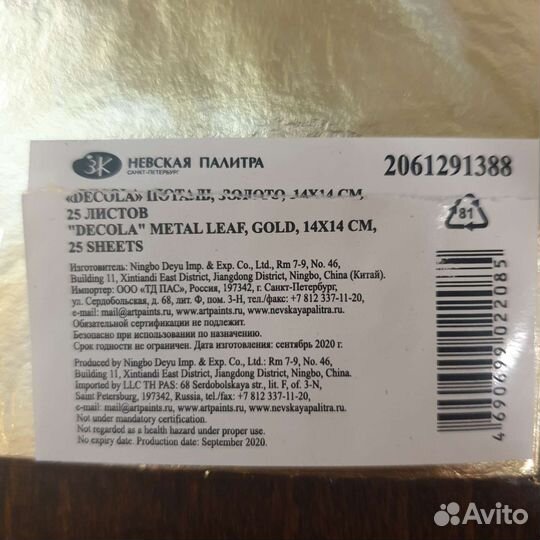 ЗХК НЕВСКАЯ ПАЛИТРА
САНКТ-ПЕТЕРБУРГ
2061291388
«DECOLA» ПОТАЛЬ, ЗОЛОТО, 14X14 СМ,
25 ЛИСТОВ
"DECOLA" METAL LEAF, GOLD, 14X14 CM,
25 SHEETS
81
Изготовитель: Ningbo Deyu Imp. & Exp. Co., Ltd., Rm 7-9, No. 46,
Building 11, Xintiandi East District, Jiangdong District, Ningbo, China (Китай).
Импортер: ООО «ТД ПАС», Россия, 197342, г. Санкт-Петербург,
ул. Сердобольская, д. 68, лит. Ф, пом. 3-Н, тел./факс: +7 812 337-11-20,
e-mail: mail@artpaints.ru, www.artpaints.ru, www.nevskayapalitra.ru.
Обязательной сертификации не подлежит.
Безопасно при использовании по назначению.
Срок годности не ограничен. Дата изготовления: сентябрь 2020 г.
Produced by Ningbo Deyu Imp. & Exp. Co., Ltd.: Rm 7-9, No. 46,
Building 11, Xintiandi East District, Jiangdong District, Ningbo, China.
Imported by LLC TH PAS: 68 Serdobolskaya str., lit. F, of. 3-N,
Saint Petersburg, 197342, Russia, tel./fax: +7 812 337-11-20,
e-mail: mail@artpaints.ru, www.artpaints.ru, www.nevskayapalitra.ru.
Not under mandatory certification.
Not regarded as a health hazard under proper use.
No expiry date. Production date: September 2020.
4 690699 022085
Avito